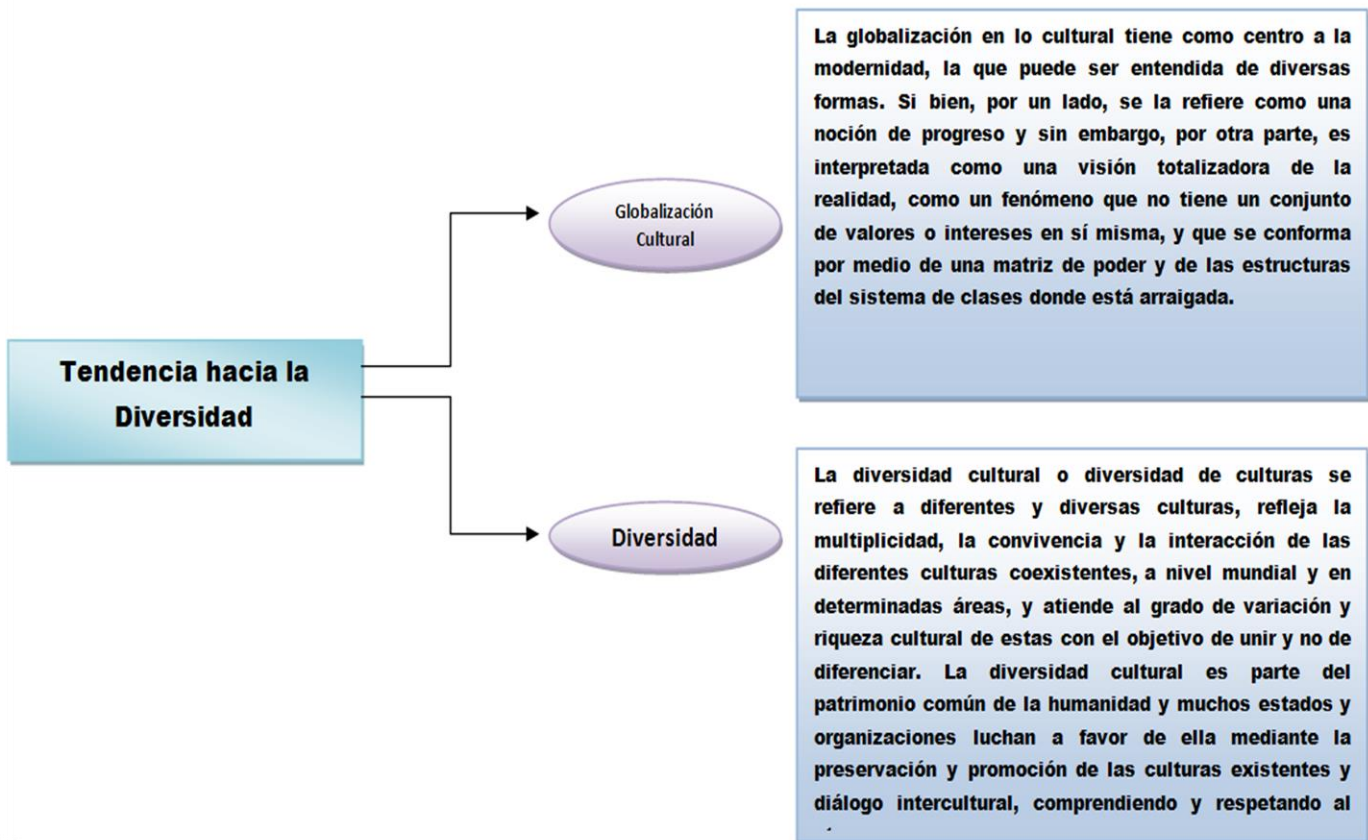 Tendencia hacia la
Diversidad
Globalización
Cultural
La globalización en lo cultural tiene como centro a la
modernidad, la que puede ser entendida de diversas
formas. Si bien, por un lado, se la refiere como una
noción de progreso y sin embargo, por otra parte, es
interpretada como una visión totalizadora de la
realidad, como un fenómeno que no tiene un conjunto
de valores o intereses en sí misma, y que se conforma
por medio de una matriz de poder y de las estructuras
del sistema de clases donde está arraigada.
Diversidad
La diversidad cultural o diversidad de culturas se
refiere a diferentes y diversas culturas, refleja la
multiplicidad, la convivencia y la interacción de las
diferentes culturas coexistentes, a nivel mundial y en
determinadas áreas, y atiende al grado de variación y
riqueza cultural de estas con el objetivo de unir y no de
diferenciar. La diversidad cultural es parte del
patrimonio común de la humanidad y muchos estados y
organizaciones luchan a favor de ella mediante la
preservación y promoción de las culturas existentes y
diálogo intercultural, comprendiendo y respetando al